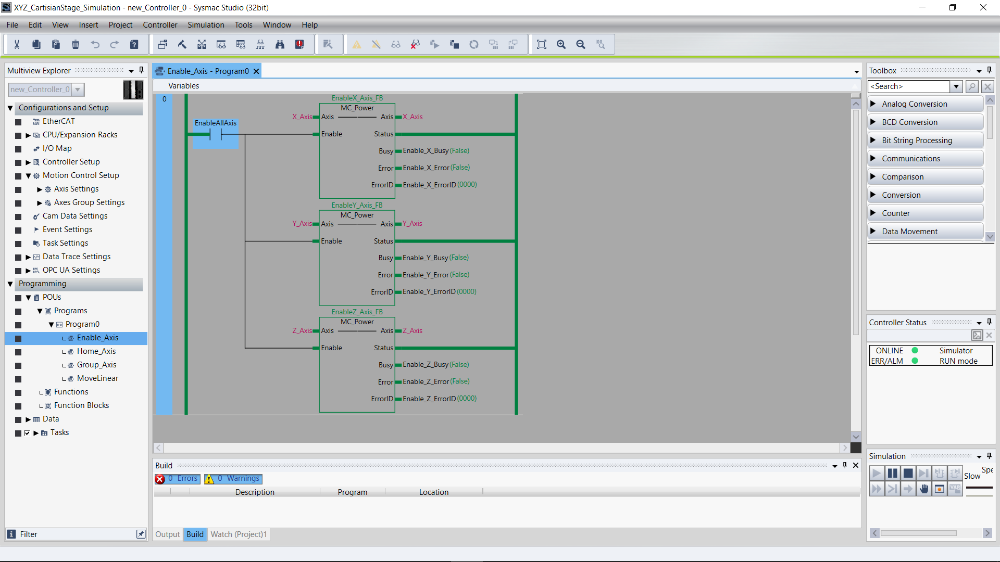 XYZ_CartisianStage_Simulation - new_Controller_0 - Sysmac Studio (32bit)
File Edit View Insert Project Controller Simulation Tools Window Help
Multiview Explorer
new_Controller_0
Configurations and Setup
EtherCAT
CPU/Expansion Racks
I/O Map
Controller Setup
Motion Control Setup
Axis Settings
Axes Group Settings
Cam Data Settings
Event Settings
Task Settings
Data Trace Settings
OPC UA Settings
Programming
POUs
Programs
Program0
Enable_Axis
Home_Axis
Group_Axis
MoveLinear
Functions
Function Blocks
Data
Tasks
Filter
Enable_Axis - Program0
Variables
0
EnableAllAxis
EnableX_Axis_FB
MC_Power
X_Axis Axis Axis X_Axis
Enable Status
Busy Enable_X_Busy (False)
Error Enable_X_Error (False)
ErrorID Enable_X_ErrorID (0000)
EnableY_Axis_FB
MC_Power
Y_Axis Axis Axis Y_Axis
Enable Status
Busy Enable_Y_Busy (False)
Error Enable_Y_Error (False)
ErrorID Enable_Y_ErrorID (0000)
EnableZ_Axis_FB
MC_Power
Z_Axis Axis Axis Z_Axis
Enable Status
Busy Enable_Z_Busy (False)
Error Enable_Z_Error (False)
ErrorID Enable_Z_ErrorID (0000)
Build
0 Errors 0 Warnings
Description Program Location
Output Build Watch (Project)1
Toolbox
<Search>
Analog Conversion
BCD Conversion
Bit String Processing
Communications
Comparison
Conversion
Counter
Data Movement
Controller Status
ONLINE Simulator
ERR/ALM RUN mode
Simulation
Spe
Slow